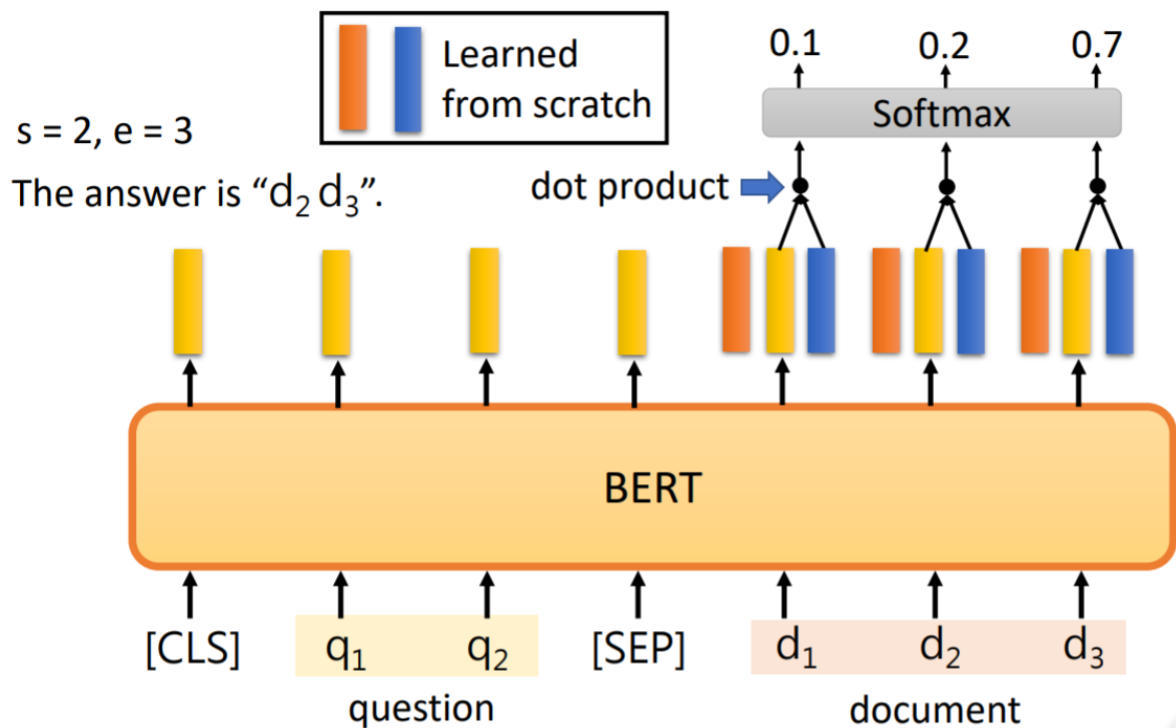 Learned
from scratch
0.1 0.2 0.7
Softmax
s = 2, e = 3
dot product
The answer is “d₂ d₃”.
BERT
[CLS] q₁ q₂ [SEP] d₁ d₂ d₃
question document